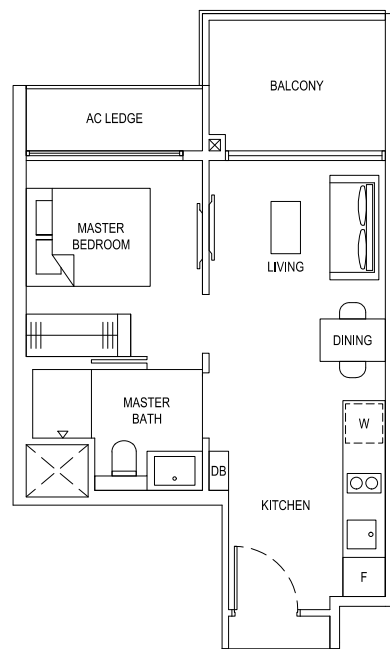 BALCONY
AC LEDGE
MASTER
BEDROOM
LIVING
DINING
MASTER
BATH
W
DB
KITCHEN
F